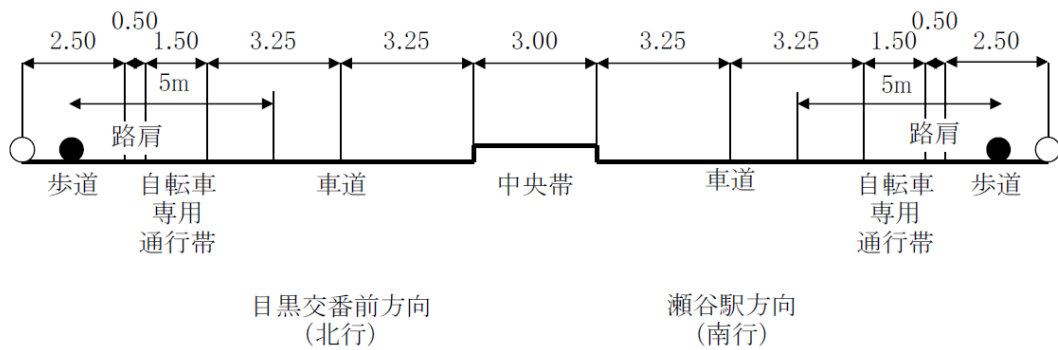 0.50
0.50
2.50 1.50 3.25 3.25 3.00 3.25 3.25 1.50 2.50
5m 5m
路肩 路肩
歩道 自転車専用通行帯 車道 中央帯 車道 自転車専用通行帯 歩道
目黒交番前方向 瀬谷駅方向
(北行) (南行)